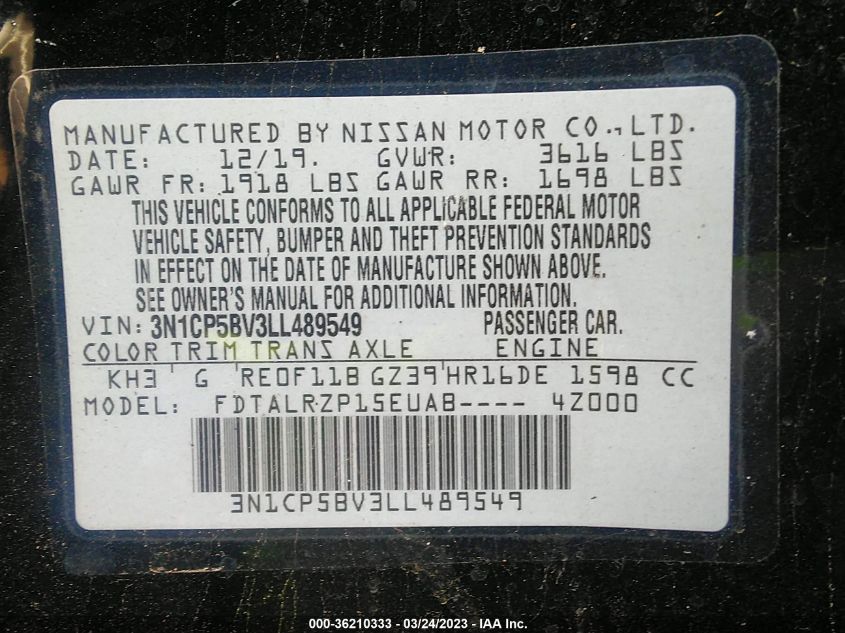 MANUFACTURED BY NISSAN MOTOR CO., LTD.
DATE: 12/19. GVWR: 3616 LBS
GAWR FR: 1918 LBS GAWR RR: 1698 LBS
THIS VEHICLE CONFORMS TO ALL APPLICABLE FEDERAL MOTOR
VEHICLE SAFETY, BUMPER AND THEFT PREVENTION STANDARDS
IN EFFECT ON THE DATE OF MANUFACTURE SHOWN ABOVE.
SEE OWNER'S MANUAL FOR ADDITIONAL INFORMATION.
VIN: 3N1CP5BV3LL489549 PASSENGER CAR.
COLOR TRIM TRANS AXLE ENGINE
KH3 G RE0F11B GZ39 HR16DE 1598 CC
MODEL: FDTALRZP15EUAB---- 4Z000
3N1CP5BV3LL489549
000-36210333 - 03/24/2023 - IAA Inc.